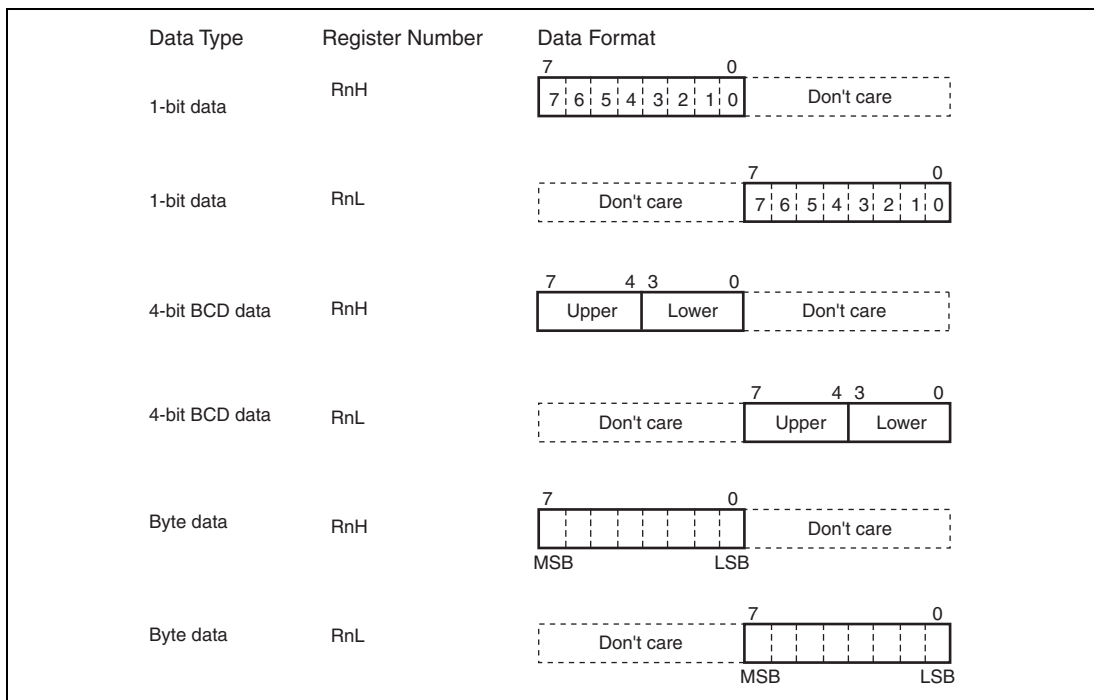 Data Type Register Number Data Format
7 0
1-bit data RnH 7 6 5 4 3 2 1 0 Don't care
7 0
1-bit data RnL Don't care 7 6 5 4 3 2 1 0
7 4 3 0
4-bit BCD data RnH Upper Lower Don't care
7 4 3 0
4-bit BCD data RnL Don't care Upper Lower
7 0
Byte data RnH Don't care
MSB LSB
7 0
Byte data RnL Don't care
MSB LSB